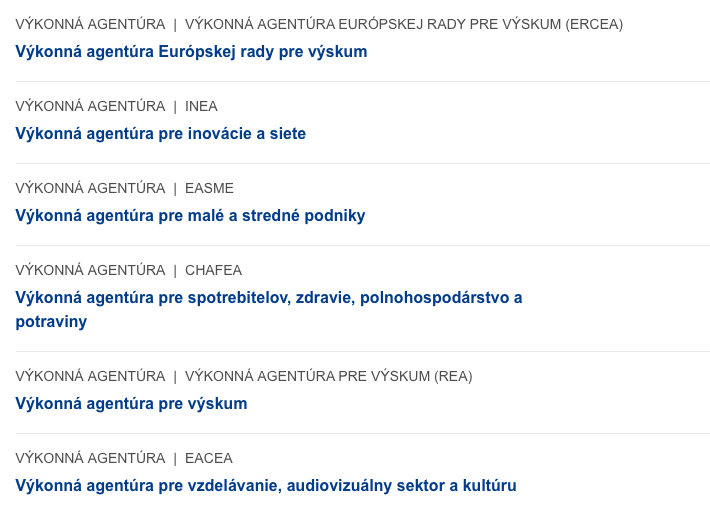 VÝKONNÁ AGENTÚRA | VÝKONNÁ AGENTÚRA EURÓPSKEJ RADY PRE VÝSKUM (ERCEA)
Výkonná agentúra Európskej rady pre výskum
VÝKONNÁ AGENTÚRA | INEA
Výkonná agentúra pre inovácie a siete
VÝKONNÁ AGENTÚRA | EASME
Výkonná agentúra pre malé a stredné podniky
VÝKONNÁ AGENTÚRA | CHAFEA
Výkonná agentúra pre spotrebitelov, zdravie, polnohospodárstvo a
potraviny
VÝKONNÁ AGENTÚRA | VÝKONNÁ AGENTÚRA PRE VÝSKUM (REA)
Výkonná agentúra pre výskum
VÝKONNÁ AGENTÚRA | EACEA
Výkonná agentúra pre vzdelávanie, audiovizuálny sektor a kultúru